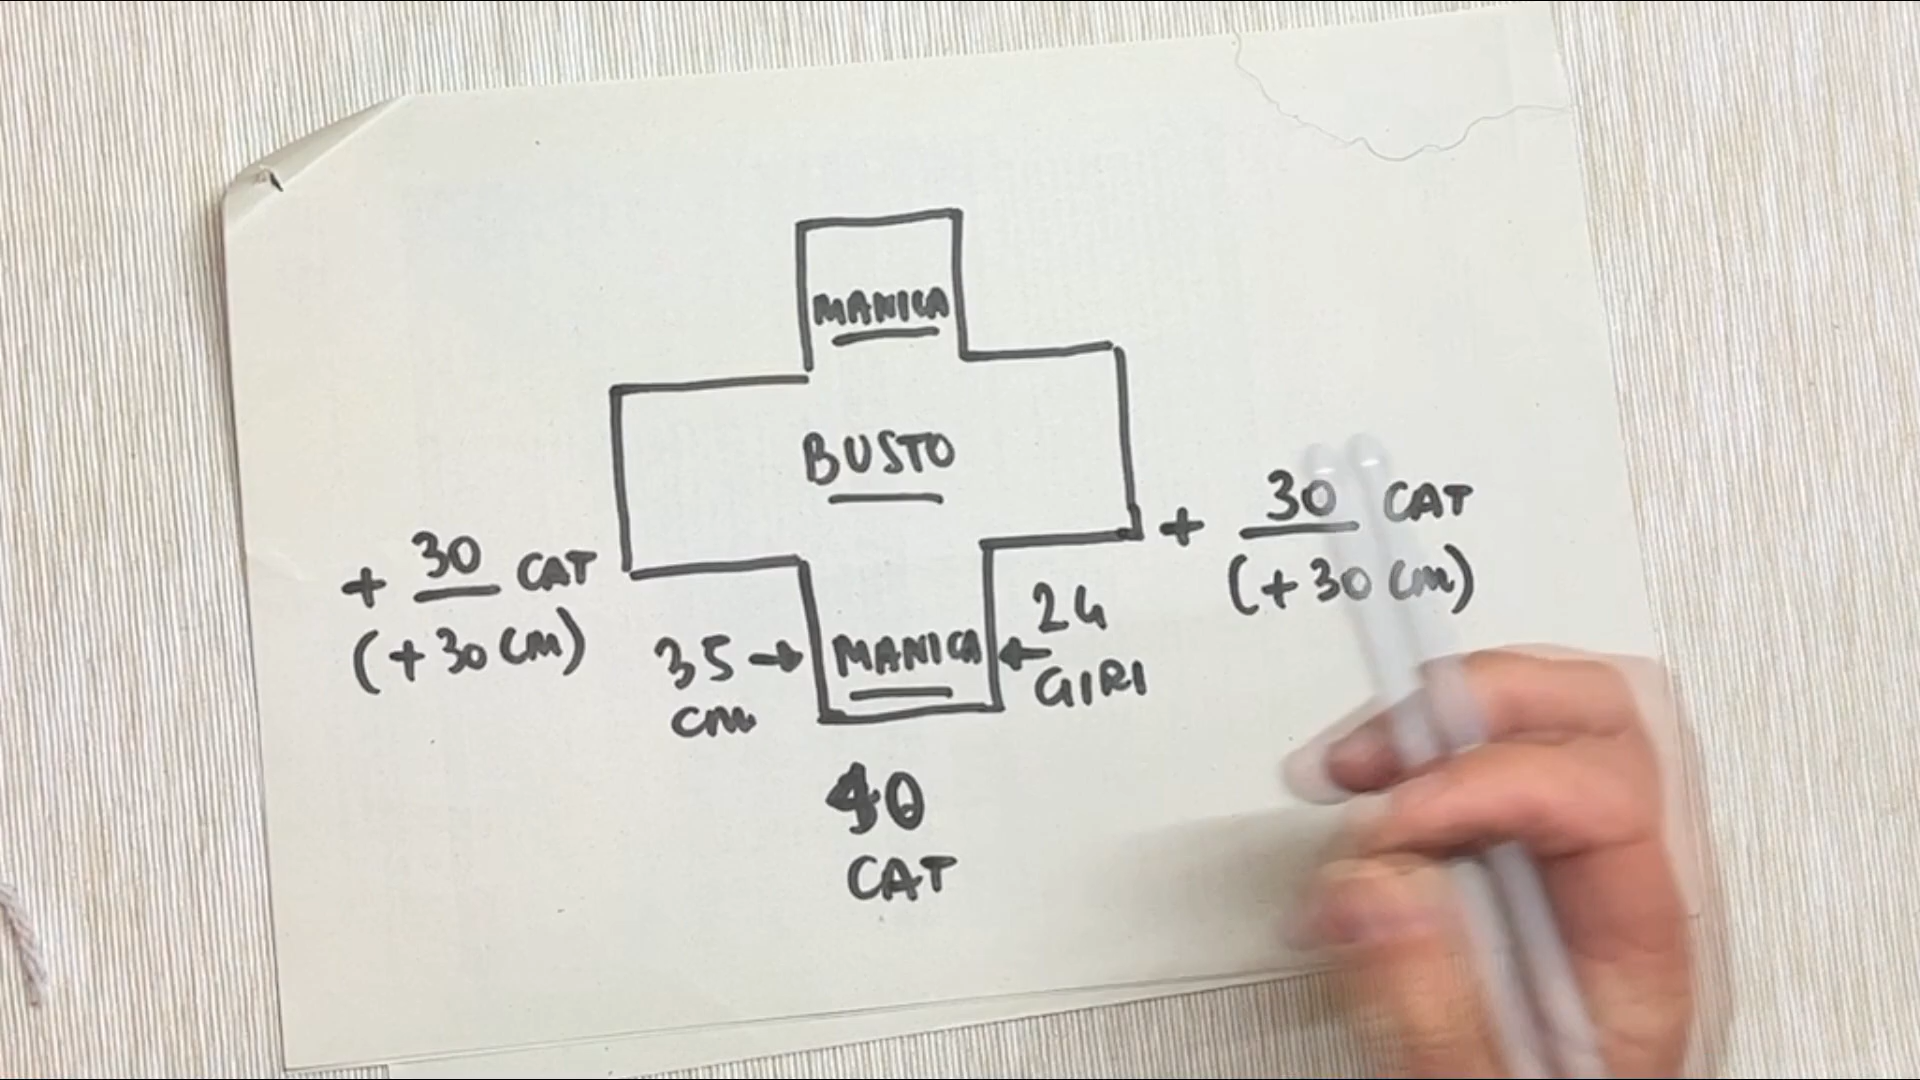 MANICA
BUSTO
+ 30 CAT
(+30 CM)
+ 30 CAT
(+30 CM)
35 CM
MANICA
24 GIRI
40
CAT